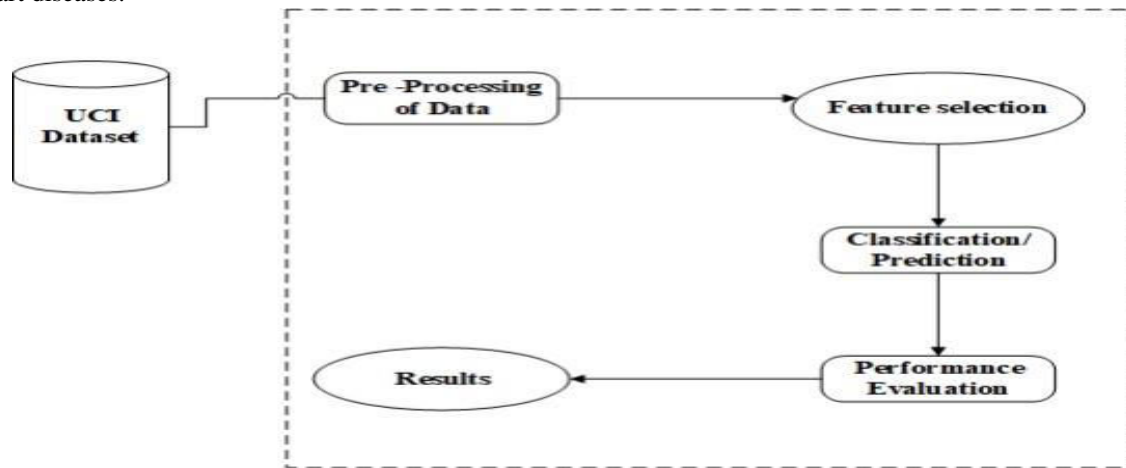 UCI
Dataset
Pre -Processing
of Data
Feature selection
Classification/
Prediction
Performance
Evaluation
Results